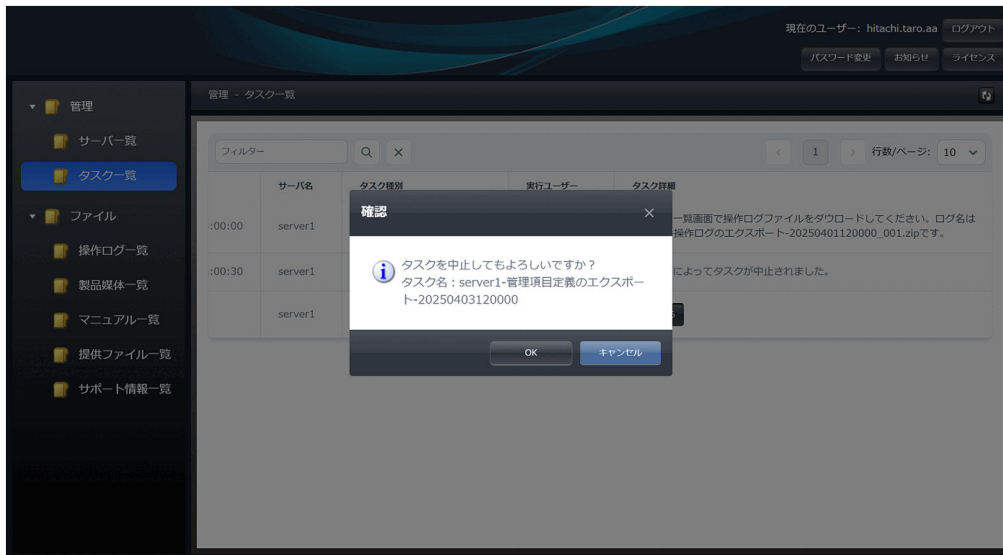 現在のユーザー: hitachi.taro.aa ログアウト
パスワード変更 お知らせ ライセンス
管理 - タスク一覧
管理
サーバ一覧
タスク一覧
ファイル
操作ログ一覧
製品媒体一覧
マニュアル一覧
提供ファイル一覧
サポート情報一覧
フィルター
1
行数/ページ: 10
サーバ名 タスク種別 実行ユーザー タスク詳細
:00:00 server1
一覧画面で操作ログファイルをダウロードしてください。ログ名は
操作ログのエクスポート-20250401120000_001.zipです。
:00:30 server1
によってタスクが中止されました。
server1
確認
タスクを中止してもよろしいですか？
タスク名：server1-管理項目定義のエクスポー
ト-20250403120000
OK キャンセル